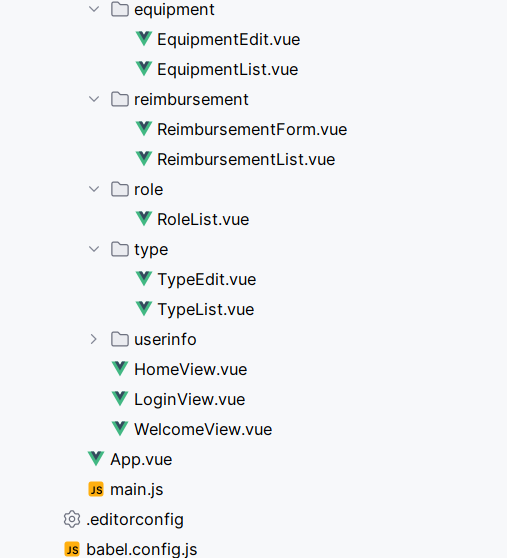 equipment
EquipmentEdit.vue
EquipmentList.vue
reimbursement
ReimbursementForm.vue
ReimbursementList.vue
role
RoleList.vue
type
TypeEdit.vue
TypeList.vue
userinfo
HomeView.vue
LoginView.vue
WelcomeView.vue
App.vue
JS main.js
.editorconfig
JS babel.config.js